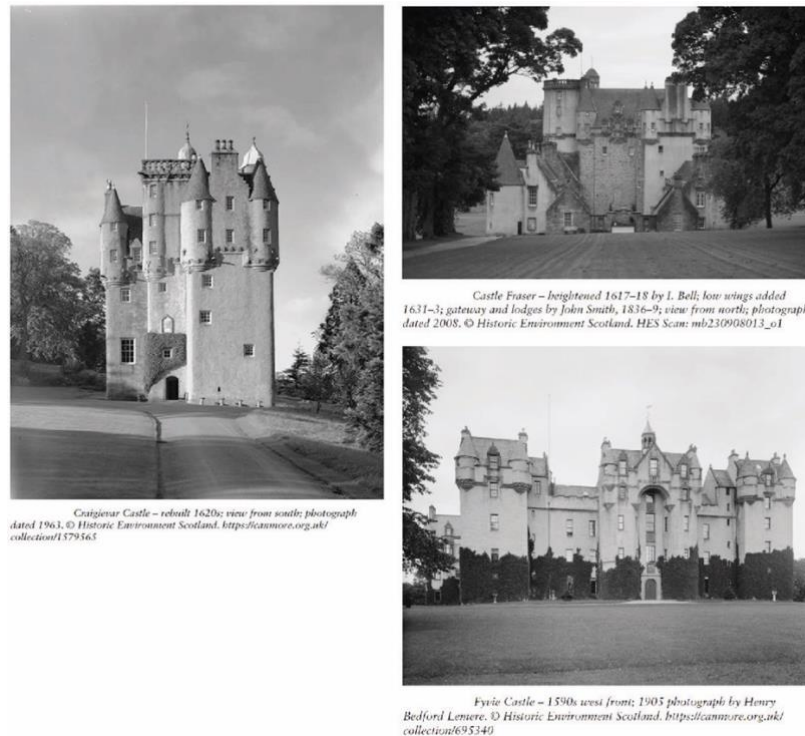 Craigievar Castle – rebuilt 1620s; view from south; photograph
dated 1963. © Historic Environment Scotland. https://canmore.org.uk/
collection/1579565
Castle Fraser – heightened 1617–18 by I. Bell; low wings added
1631–3; gateway and lodges by John Smith, 1836–9; view from north; photograph
dated 2008. © Historic Environment Scotland. HES Scan: mb230908013_01
Fyvie Castle – 1590s west front; 1905 photograph by Henry
Bedford Lemere. © Historic Environment Scotland. https://canmore.org.uk/
collection/695340